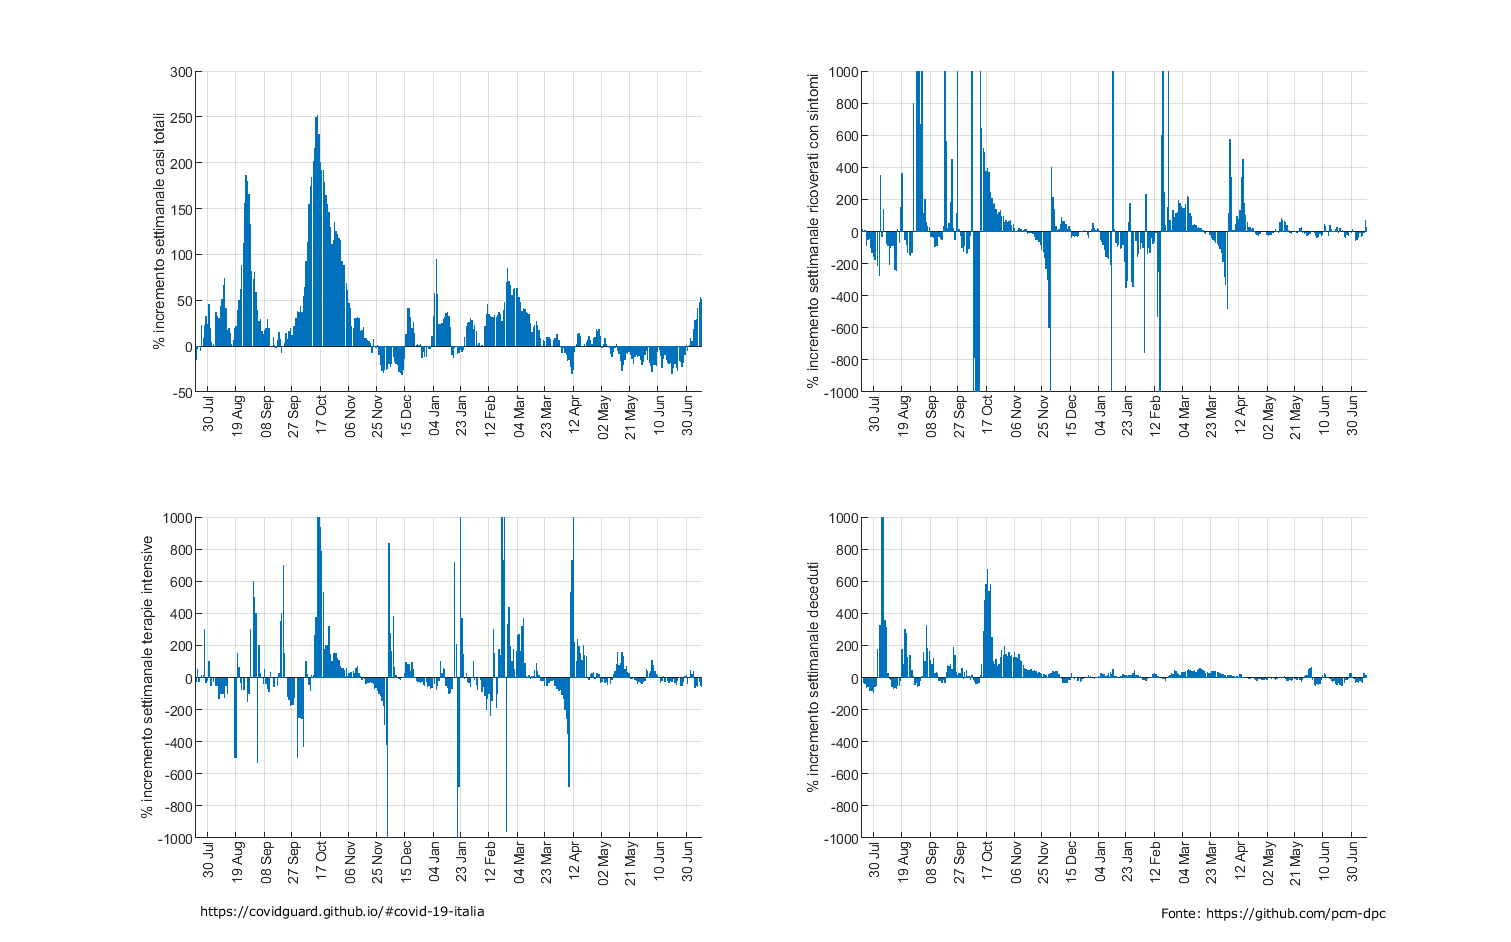 % incremento settimanale casi totali
300
250
200
150
100
50
0
-50
30 Jul
19 Aug
08 Sep
27 Sep
17 Oct
06 Nov
25 Nov
15 Dec
04 Jan
23 Jan
12 Feb
04 Mar
23 Mar
12 Apr
02 May
21 May
10 Jun
30 Jun
% incremento settimanale ricoverati con sintomi
1000
800
600
400
200
0
-200
-400
-600
-800
-1000
30 Jul
19 Aug
08 Sep
27 Sep
17 Oct
06 Nov
25 Nov
15 Dec
04 Jan
23 Jan
12 Feb
04 Mar
23 Mar
12 Apr
02 May
21 May
10 Jun
30 Jun
% incremento settimanale terapie intensive
1000
800
600
400
200
0
-200
-400
-600
-800
-1000
30 Jul
19 Aug
08 Sep
27 Sep
17 Oct
06 Nov
25 Nov
15 Dec
04 Jan
23 Jan
12 Feb
04 Mar
23 Mar
12 Apr
02 May
21 May
10 Jun
30 Jun
% incremento settimanale deceduti
1000
800
600
400
200
0
-200
-400
-600
-800
-1000
30 Jul
19 Aug
08 Sep
27 Sep
17 Oct
06 Nov
25 Nov
15 Dec
04 Jan
23 Jan
12 Feb
04 Mar
23 Mar
12 Apr
02 May
21 May
10 Jun
30 Jun
https://covidguard.github.io/#covid-19-italia
Fonte: https://github.com/pcm-dpc